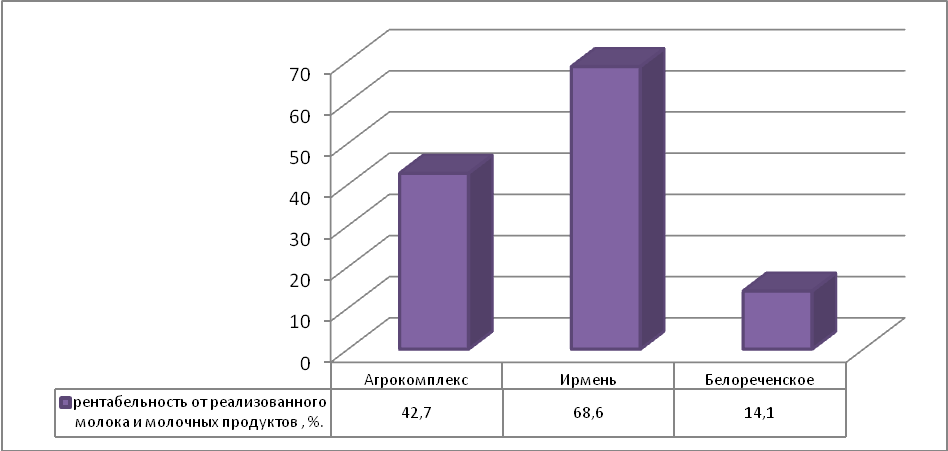 70
60
50
40
30
20
10
0
Агрокомплекс Ирмень Белореченское
рентабельность от реализованного
молока и молочных продуктов , %.
42,7 68,6 14,1